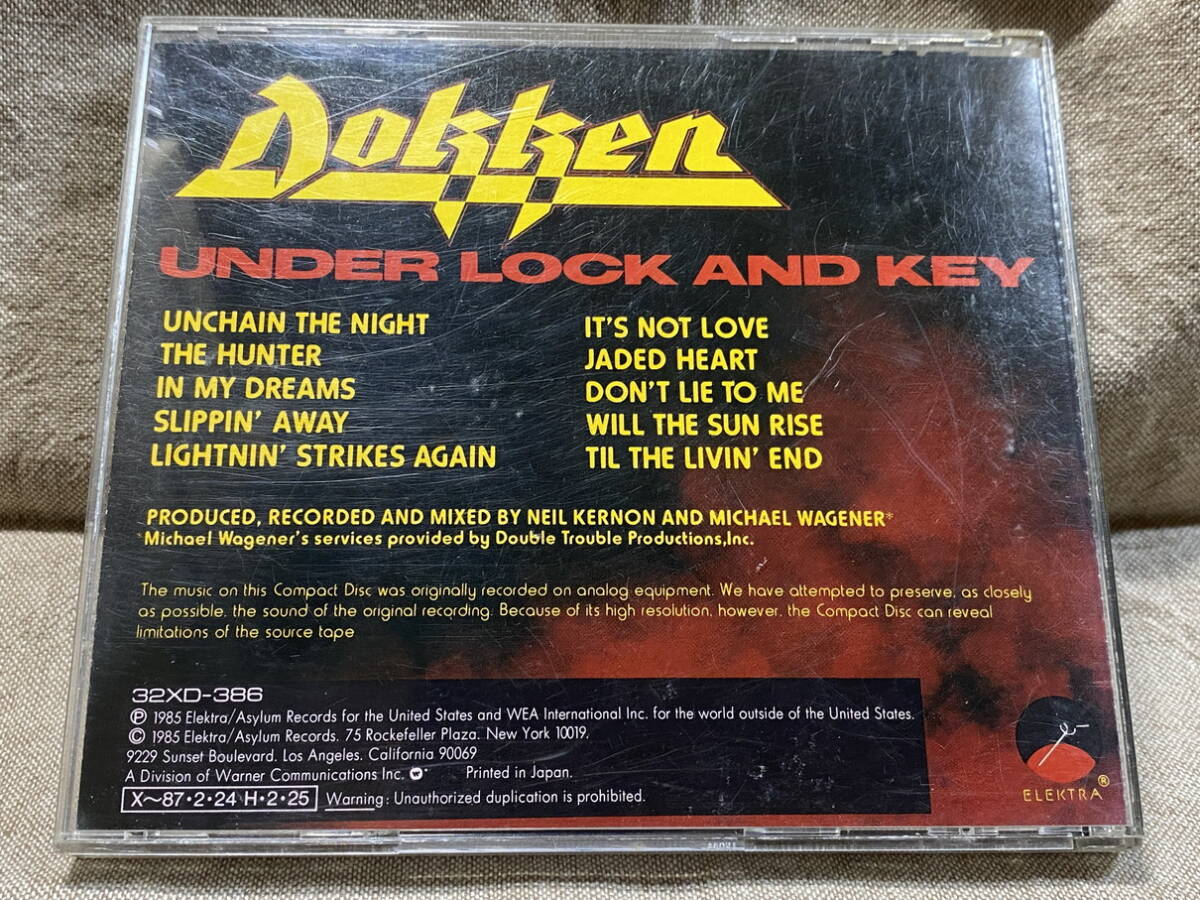 Dokken
UNDER LOCK AND KEY
UNCHAIN THE NIGHT
THE HUNTER
IN MY DREAMS
SLIPPIN' AWAY
LIGHTNIN' STRIKES AGAIN
IT'S NOT LOVE
JADED HEART
DON'T LIE TO ME
WILL THE SUN RISE
TIL THE LIVIN' END
PRODUCED, RECORDED AND MIXED BY NEIL KERNON AND MICHAEL WAGENER*
*Michael Wagener's services provided by Double Trouble Productions,Inc.
The music on this Compact Disc was originally recorded on analog equipment. We have attempted to preserve, as closely
as possible, the sound of the original recording. Because of its high resolution, however, the Compact Disc can reveal
limitations of the source tape
32XD-386
Ⓟ 1985 Elektra/Asylum Records for the United States and WEA International Inc. for the world outside of the United States.
© 1985 Elektra/Asylum Records. 75 Rockefeller Plaza. New York 10019.
9229 Sunset Boulevard. Los Angeles. California 90069
A Division of Warner Communications Inc. Printed in Japan.
X~87・2・24 H・2・25 Warning: Unauthorized duplication is prohibited.
ELEKTRA®